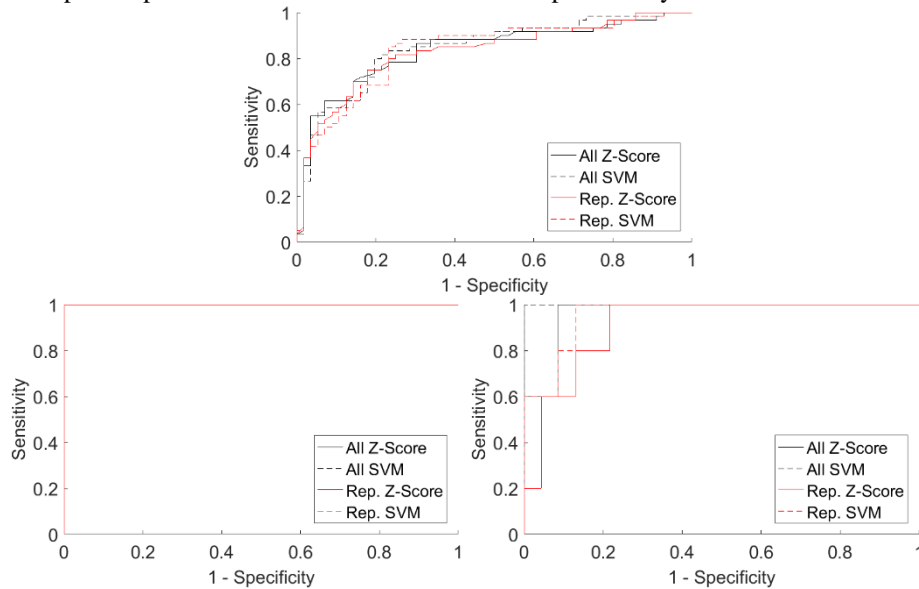 1
0.8
0.6
0.4
0.2
0
Sensitivity
All Z-Score
All SVM
Rep. Z-Score
Rep. SVM
0.2 0.4 0.6 0.8 1
1 - Specificity
1
0.8
0.6
0.4
0.2
0
Sensitivity
All Z-Score
All SVM
Rep. Z-Score
Rep. SVM
0 0.2 0.4 0.6 0.8 1
1 - Specificity
1
0.8
0.6
0.4
0.2
0
Sensitivity
All Z-Score
All SVM
Rep. Z-Score
Rep. SVM
0 0.2 0.4 0.6 0.8 1
1 - Specificity